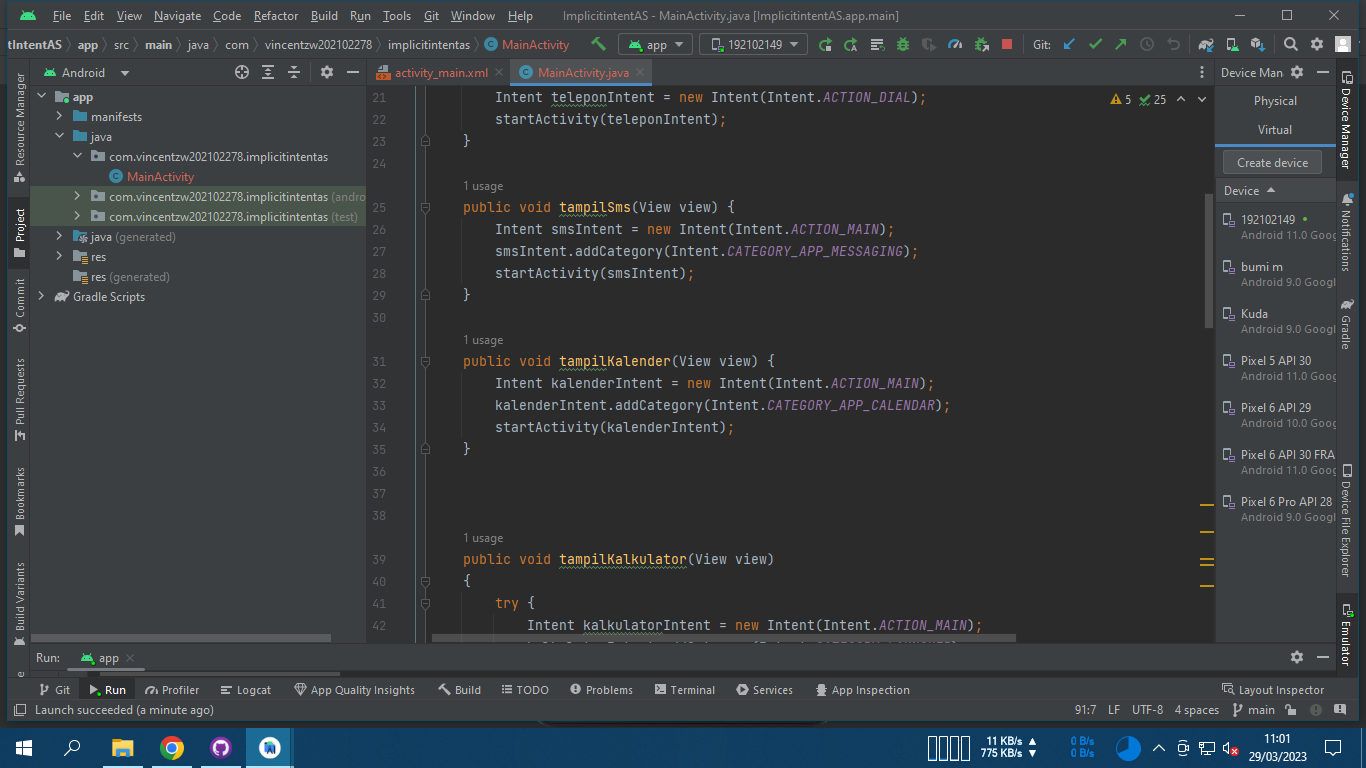 File Edit View Navigate Code Refactor Build Run Tools Git Window Help ImplicitintentAS - MainActivity.java [ImplicitintentAS.app.main]
tIntentAS app src main java com vincentzw202102278 implicitintentas MainActivity app 192102149 Git:
Resource Manager
Project
Commit
Pull Requests
Bookmarks
Build Variants
Android
app
manifests
java
com.vincentzw202102278.implicitintentas
MainActivity
com.vincentzw202102278.implicitintentas (andro
com.vincentzw202102278.implicitintentas (test)
java (generated)
res
res (generated)
Gradle Scripts
activity_main.xml MainActivity.java
5 25
21 Intent teleponIntent = new Intent(Intent.ACTION_DIAL);
22 startActivity(teleponIntent);
23 }
24
1 usage
25 public void tampilSms(View view) {
26 Intent smsIntent = new Intent(Intent.ACTION_MAIN);
27 smsIntent.addCategory(Intent.CATEGORY_APP_MESSAGING);
28 startActivity(smsIntent);
29 }
30
1 usage
31 public void tampilKalender(View view) {
32 Intent kalenderIntent = new Intent(Intent.ACTION_MAIN);
33 kalenderIntent.addCategory(Intent.CATEGORY_APP_CALENDAR);
34 startActivity(kalenderIntent);
35 }
36
37
38
1 usage
39 public void tampilKalkulator(View view)
40 {
41 try {
42 Intent kalkulatorIntent = new Intent(Intent.ACTION_MAIN);
Device Man
Physical
Virtual
Create device
Device
192102149
Android 11.0 Goog
bumi m
Android 9.0 Googl
Kuda
Android 9.0 Googl
Pixel 5 API 30
Android 11.0 Goog
Pixel 6 API 29
Android 10.0 Goog
Pixel 6 API 30 FRA
Android 11.0 Goog
Pixel 6 Pro API 28
Android 9.0 Googl
Device Manager
Notifications
Gradle
Device File Explorer
Emulator
Run: app
Git Run Profiler Logcat App Quality Insights Build TODO Problems Terminal Services App Inspection Layout Inspector
Launch succeeded (a minute ago) 91:7 LF UTF-8 4 spaces main
11 KB/s 0 B/s 11:01
775 KB/s 0 B/s 29/03/2023